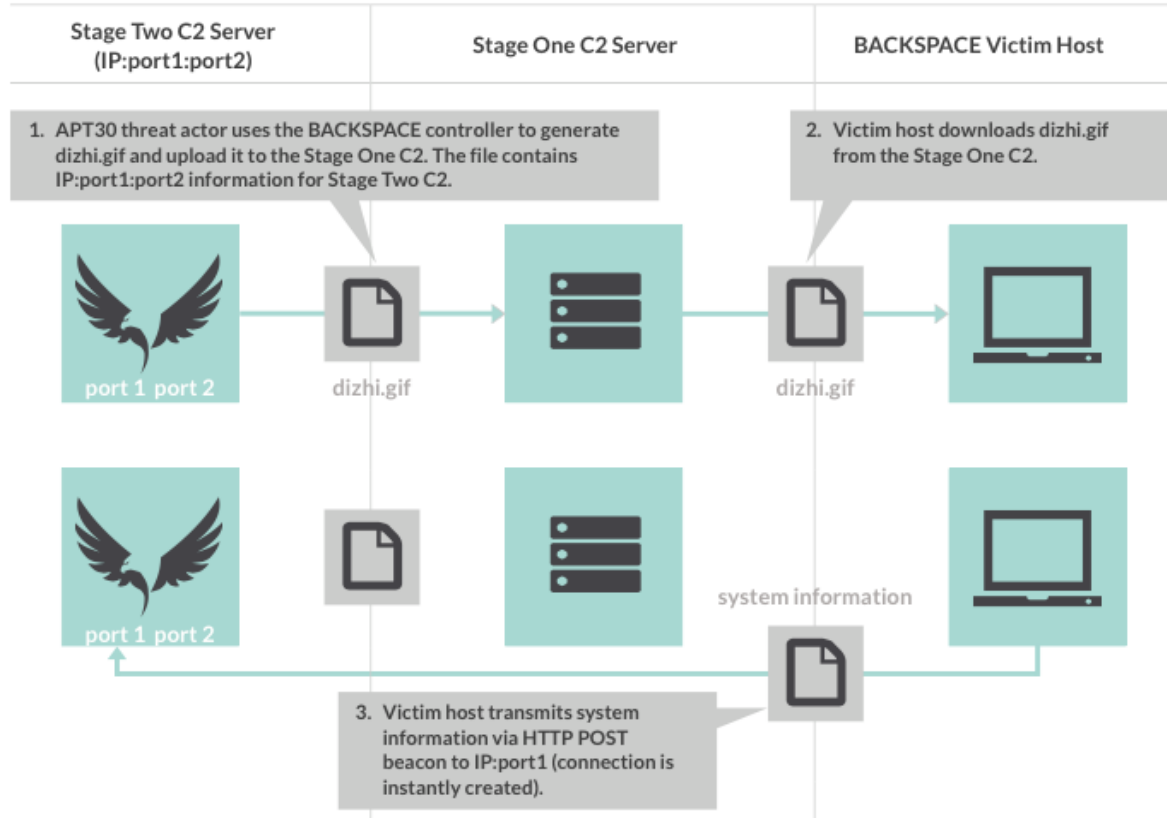 Stage Two C2 Server
(IP:port1:port2)
Stage One C2 Server
BACKSPACE Victim Host
1. APT30 threat actor uses the BACKSPACE controller to generate
dizhi.gif and upload it to the Stage One C2. The file contains
IP:port1:port2 information for Stage Two C2.
2. Victim host downloads dizhi.gif
from the Stage One C2.
port 1 port 2
dizhi.gif
dizhi.gif
port 1 port 2
system information
3. Victim host transmits system
information via HTTP POST
beacon to IP:port1 (connection is
instantly created).